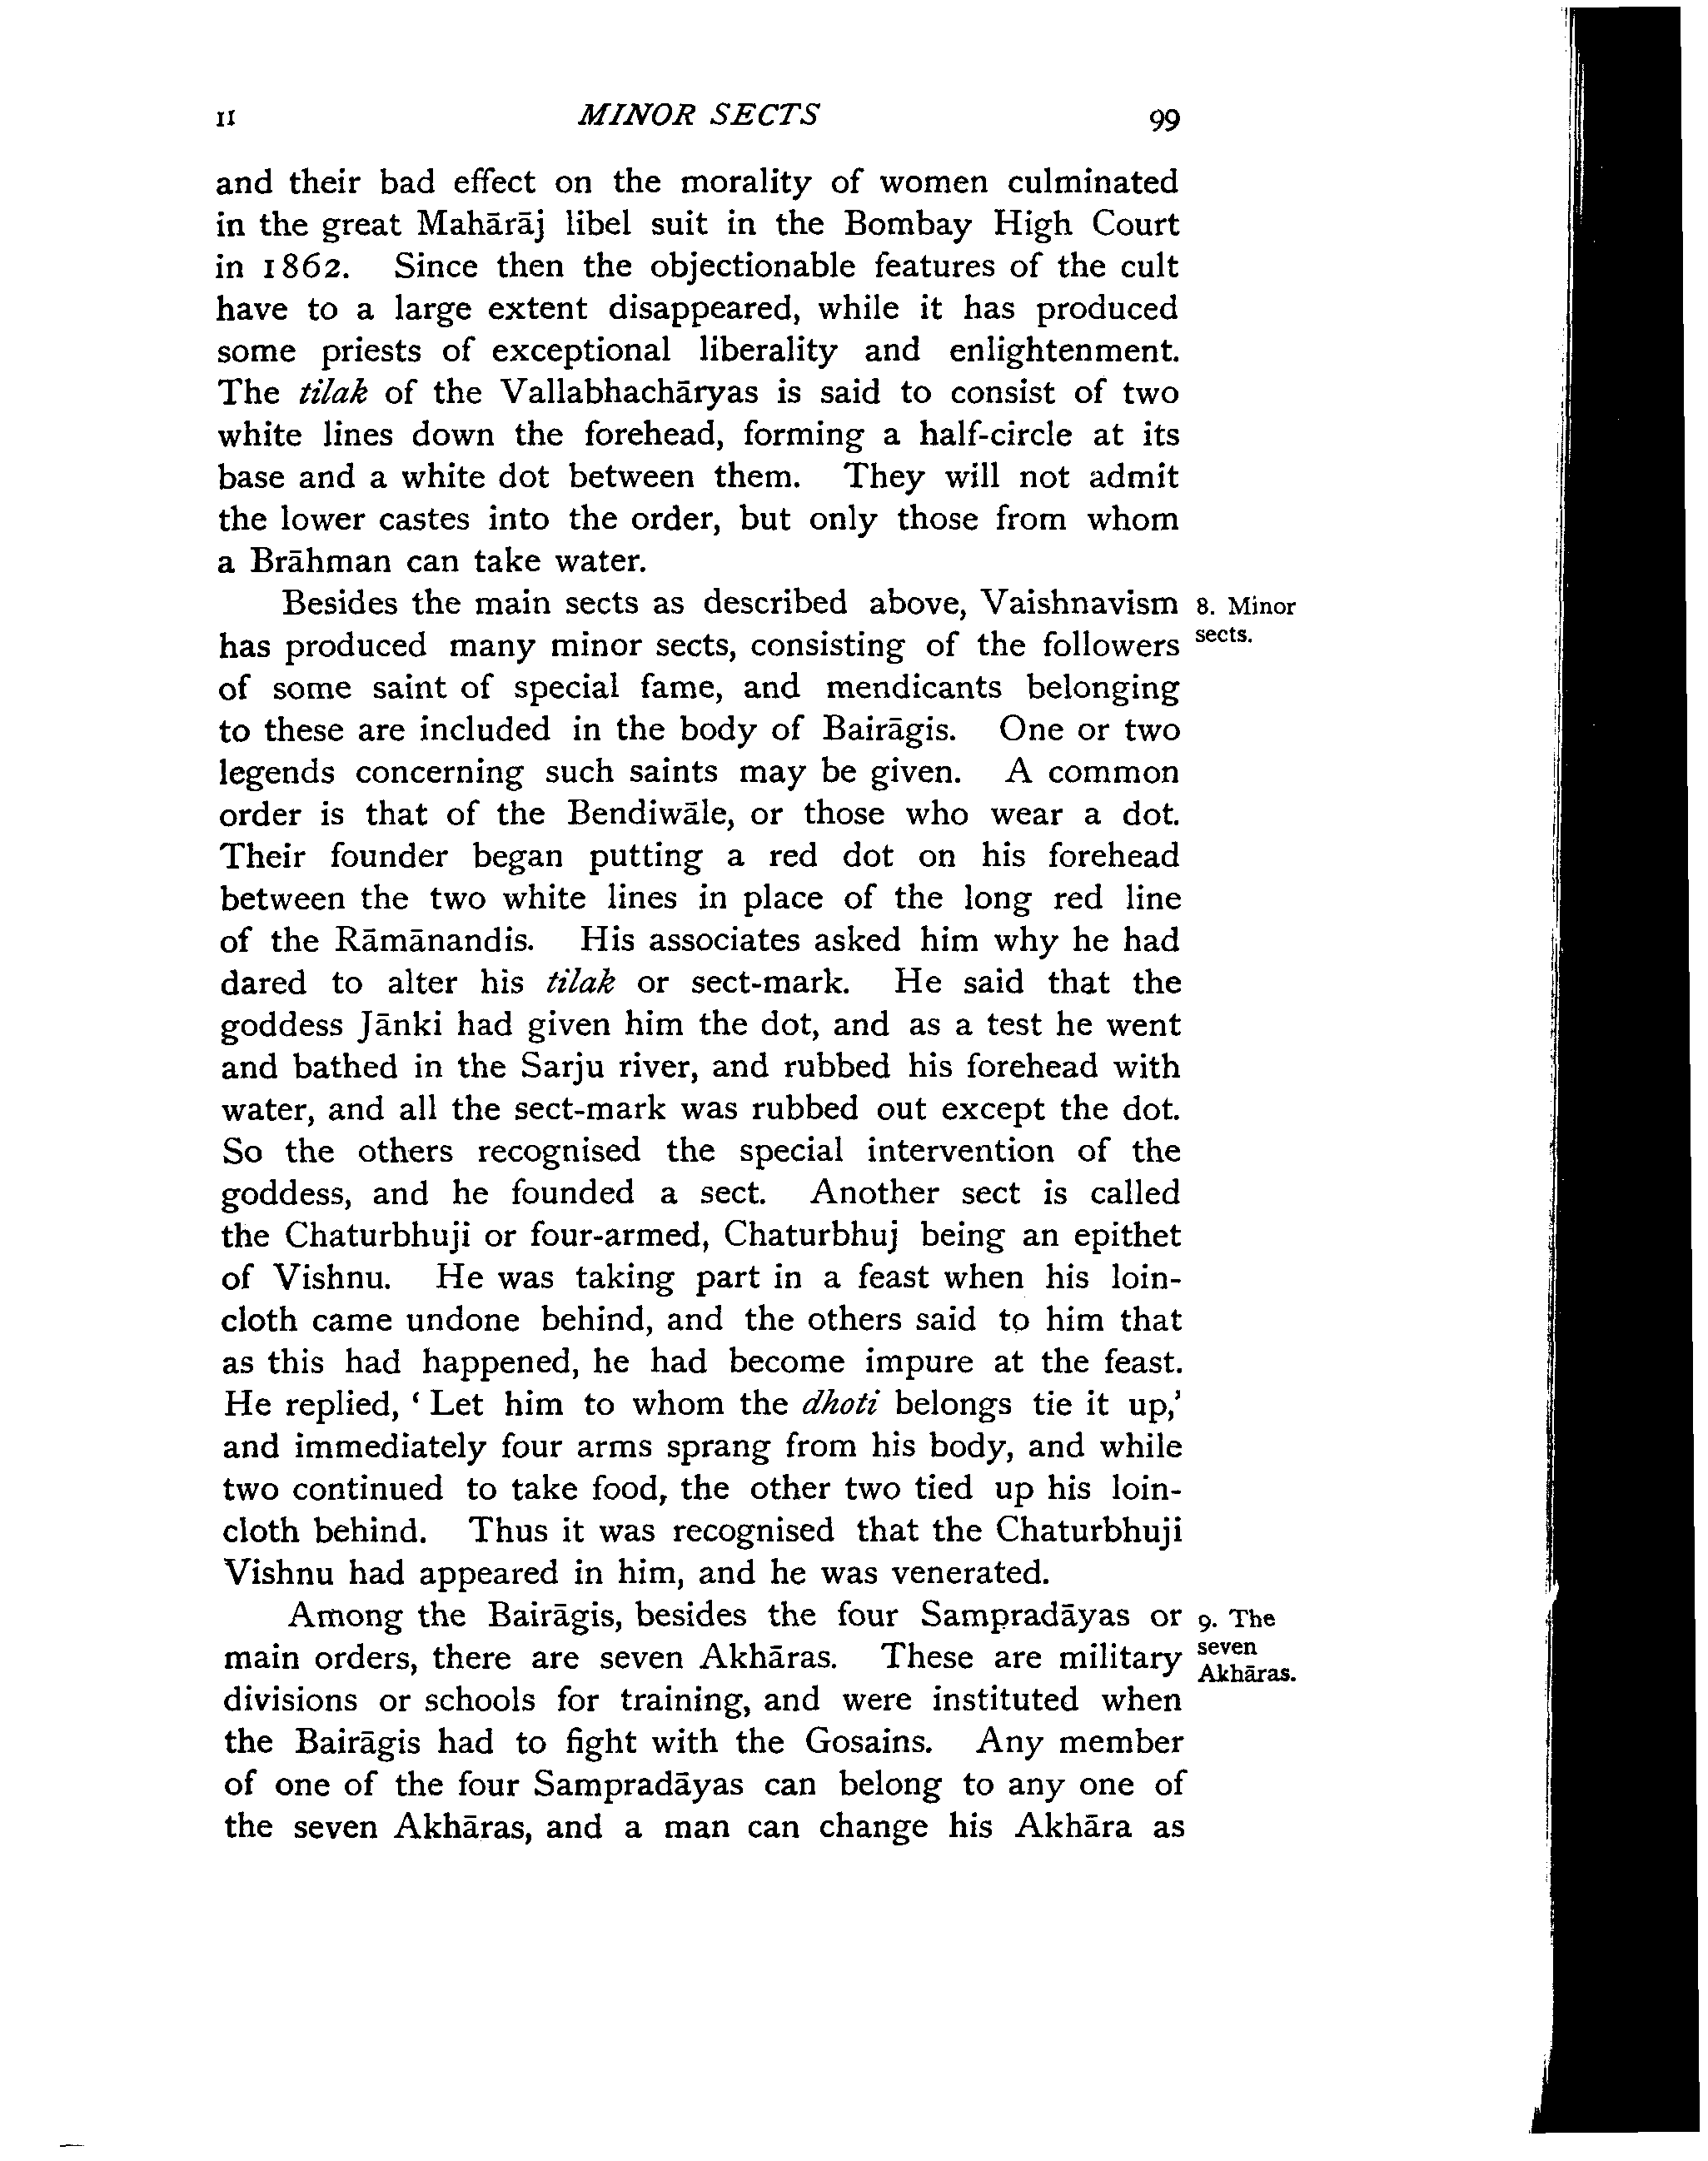 II MINOR SECTS 99
and their bad effect on the morality of women culminated
in the great Mahārāj libel suit in the Bombay High Court
in 1862. Since then the objectionable features of the cult
have to a large extent disappeared, while it has produced
some priests of exceptional liberality and enlightenment.
The tilak of the Vallabhachāryas is said to consist of two
white lines down the forehead, forming a half-circle at its
base and a white dot between them. They will not admit
the lower castes into the order, but only those from whom
a Brāhman can take water.
Besides the main sects as described above, Vaishnavism
8. Minor
has produced many minor sects, consisting of the followers
sects.
of some saint of special fame, and mendicants belonging
to these are included in the body of Bairāgis. One or two
legends concerning such saints may be given. A common
order is that of the Bendiwāle, or those who wear a dot.
Their founder began putting a red dot on his forehead
between the two white lines in place of the long red line
of the Rāmānandis. His associates asked him why he had
dared to alter his tilak or sect-mark. He said that the
goddess Jānki had given him the dot, and as a test he went
and bathed in the Sarju river, and rubbed his forehead with
water, and all the sect-mark was rubbed out except the dot.
So the others recognised the special intervention of the
goddess, and he founded a sect. Another sect is called
the Chaturbhuji or four-armed, Chaturbhuj being an epithet
of Vishnu. He was taking part in a feast when his loin-
cloth came undone behind, and the others said to him that
as this had happened, he had become impure at the feast.
He replied, ‘Let him to whom the dhoti belongs tie it up,’
and immediately four arms sprang from his body, and while
two continued to take food, the other two tied up his loin-
cloth behind. Thus it was recognised that the Chaturbhuji
Vishnu had appeared in him, and he was venerated.
Among the Bairāgis, besides the four Sampradāyas or
9. The
main orders, there are seven Akhāras. These are military
seven
Akhāras.
divisions or schools for training, and were instituted when
the Bairāgis had to fight with the Gosains. Any member
of one of the four Sampradāyas can belong to any one of
the seven Akhāras, and a man can change his Akhāra as